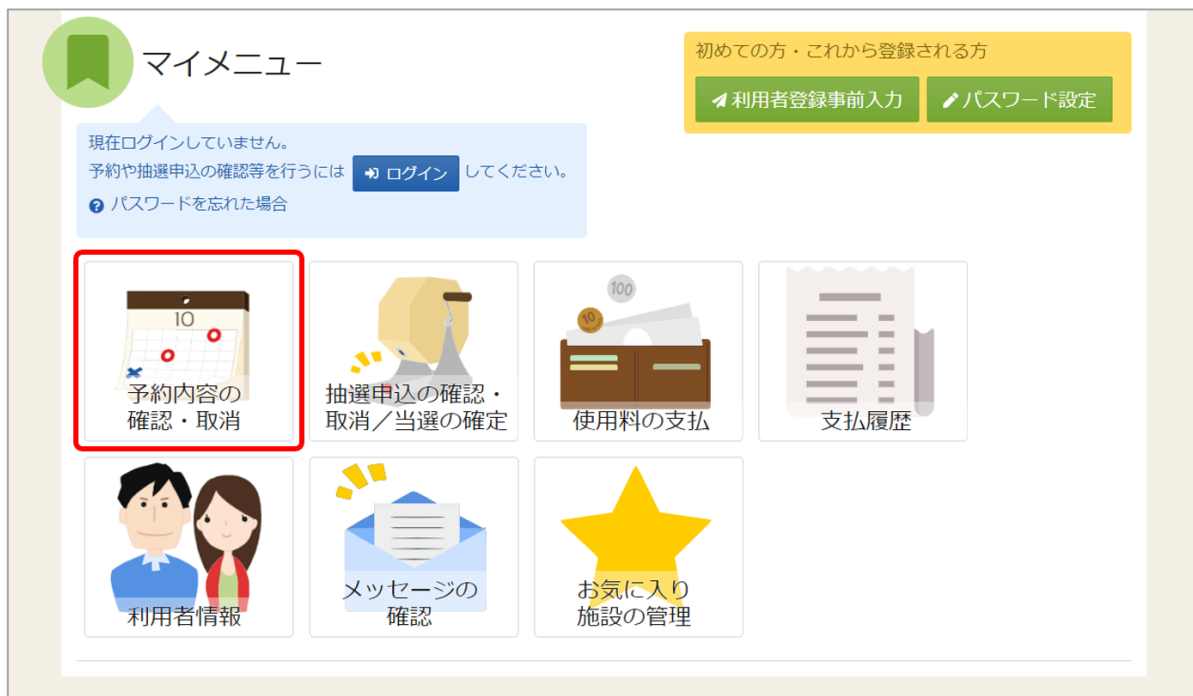 マイメニュー
初めての方・これから登録される方
利用者登録事前入力
パスワード設定
現在ログインしていません。
予約や抽選申込の確認等を行うには ログイン してください。
パスワードを忘れた場合
10
予約内容の
確認・取消
抽選申込の確認・
取消／当選の確定
100
10
使用料の支払
支払履歴
利用者情報
メッセージの
確認
お気に入り
施設の管理